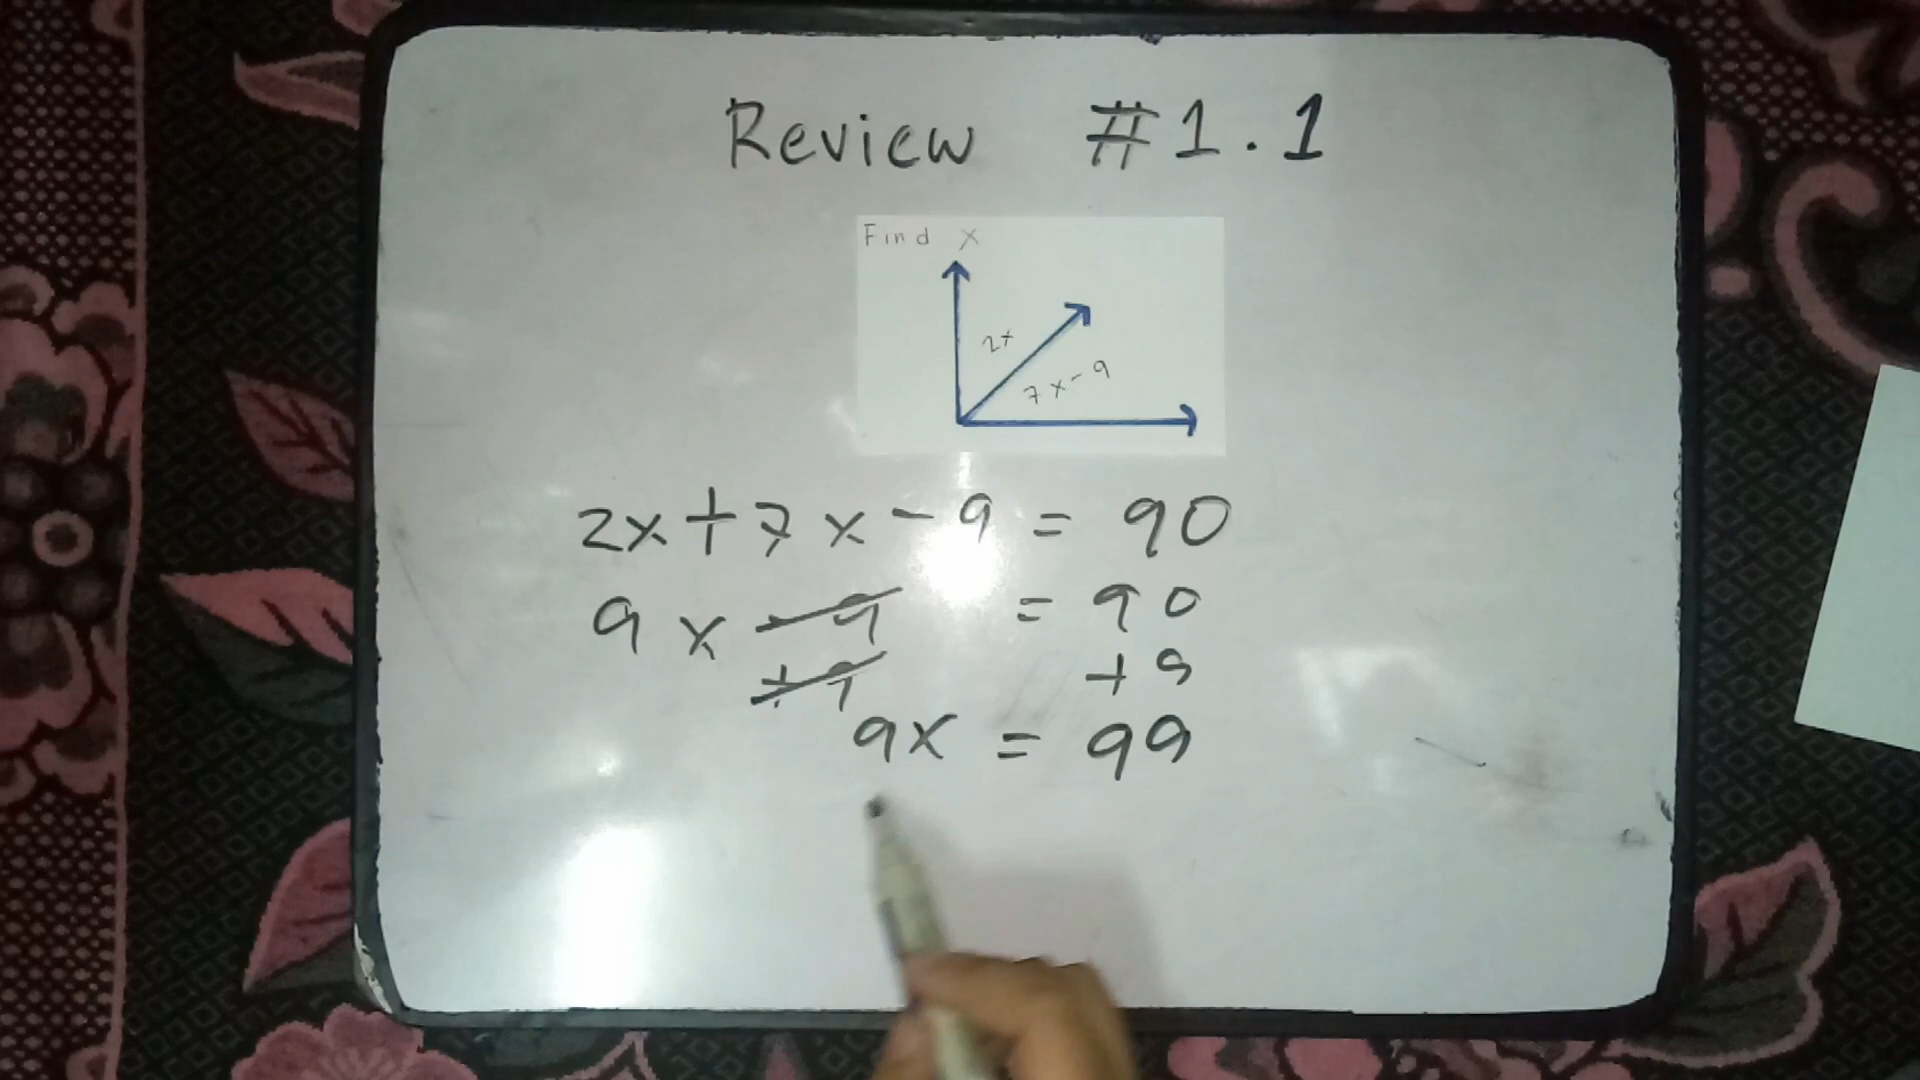 Review #1.1
Find x
2x
7x-9
2x+7x-9=90
9x-9 =90
+9 +9
9x = 99